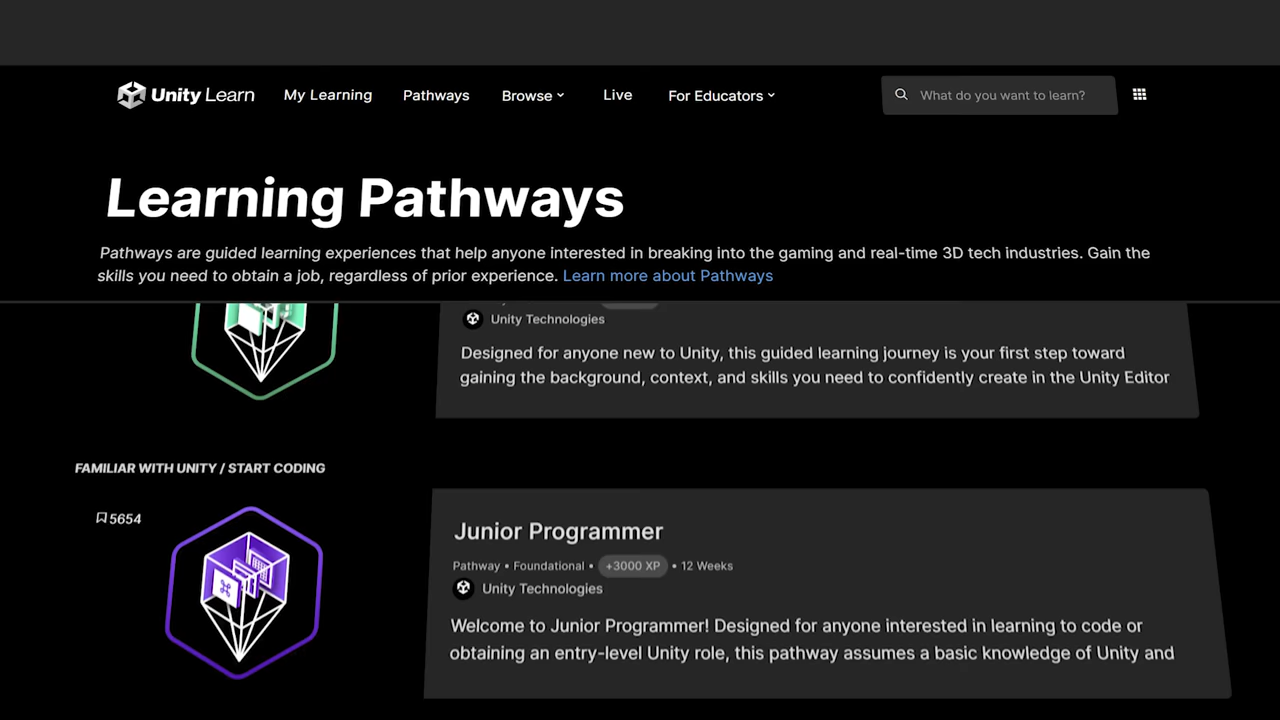 Unity Learn My Learning Pathways Browse Live For Educators What do you want to learn?
Learning Pathways
Pathways are guided learning experiences that help anyone interested in breaking into the gaming and real-time 3D tech industries. Gain the
skills you need to obtain a job, regardless of prior experience. Learn more about Pathways
Unity Technologies
Designed for anyone new to Unity, this guided learning journey is your first step toward
gaining the background, context, and skills you need to confidently create in the Unity Editor
FAMILIAR WITH UNITY / START CODING
5654
Junior Programmer
Pathway • Foundational • +3000 XP • 12 Weeks
Unity Technologies
Welcome to Junior Programmer! Designed for anyone interested in learning to code or
obtaining an entry-level Unity role, this pathway assumes a basic knowledge of Unity and